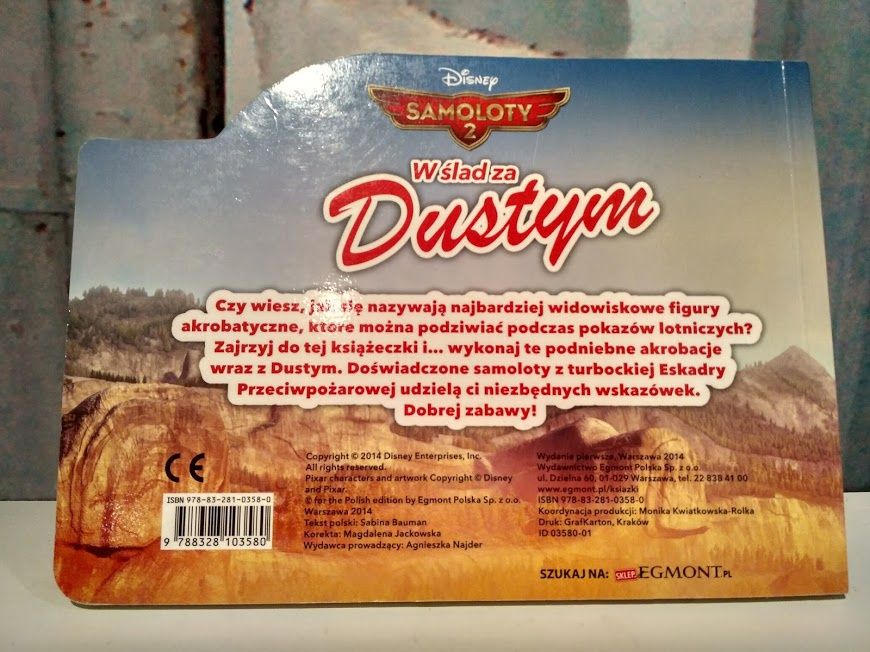 Disney
SAMOLOTY
2
W ślad za
Dustym
Czy wiesz, jak się nazywają najbardziej widowiskowe figury
akrobatyczne, które można podziwiać podczas pokazów lotniczych?
Zajrzyj do tej książeczki i... wykonaj te podniebne akrobacje
wraz z Dustym. Doświadczone samoloty z turbockiej Eskadry
Przeciwpożarowej udzielą ci niezbędnych wskazówek.
Dobrej zabawy!
CE
ISBN 978-83-281-0358-0
9 788328 103580
Copyright © 2014 Disney Enterprises, Inc.
All rights reserved.
Pixar characters and artwork Copyright © Disney
and Pixar.
© for the Polish edition by Egmont Polska Sp. z o.o.
Warszawa 2014
Tekst polski: Sabina Bauman
Korekta: Magdalena Jackowska
Wydawca prowadzący: Agnieszka Najder
Wydanie pierwsze, Warszawa 2014
Wydawnictwo Egmont Polska Sp. z o.o.
ul. Dzielna 60, 01-029 Warszawa, tel. 22 838 41 00
www.egmont.pl/ksiazki
ISBN 978-83-281-0358-0
Koordynacja produkcji: Monika Kwiatkowska-Rolka
Druk: GrafKarton, Kraków
ID 03580-01
SZUKAJ NA: SKLEP EGMONT.PL